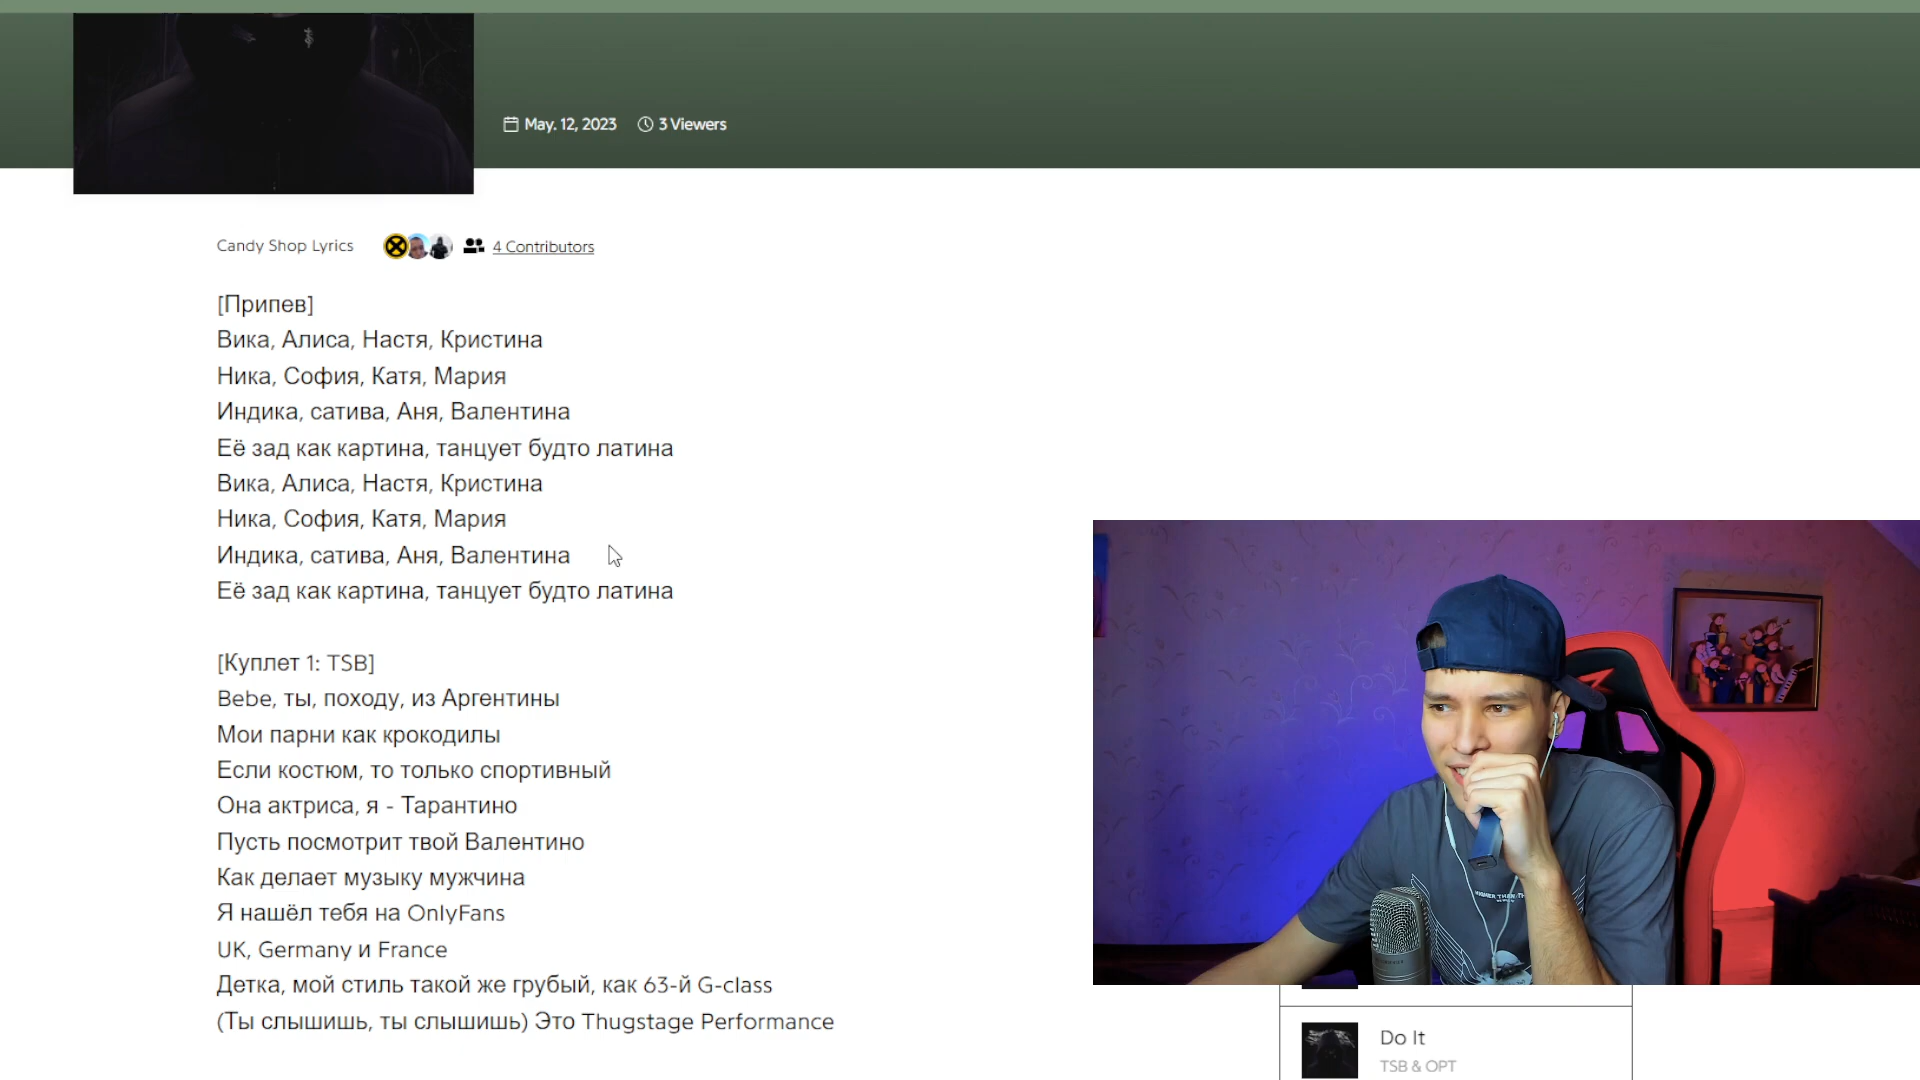 May. 12, 2023 3 Viewers
Candy Shop Lyrics 4 Contributors
[Припев]
Вика, Алиса, Настя, Кристина
Ника, София, Катя, Мария
Индика, сатива, Аня, Валентина
Её зад как картина, танцует будто латина
Вика, Алиса, Настя, Кристина
Ника, София, Катя, Мария
Индика, сатива, Аня, Валентина
Её зад как картина, танцует будто латина
[Куплет 1: TSB]
Bebe, ты, походу, из Аргентины
Мои парни как крокодилы
Если костюм, то только спортивный
Она актриса, я - Тарантино
Пусть посмотрит твой Валентино
Как делает музыку мужчина
Я нашёл тебя на OnlyFans
UK, Germany и France
Детка, мой стиль такой же грубый, как 63-й G-class
(Ты слышишь, ты слышишь) Это Thugstage Performance
Do It
TSB & OPT